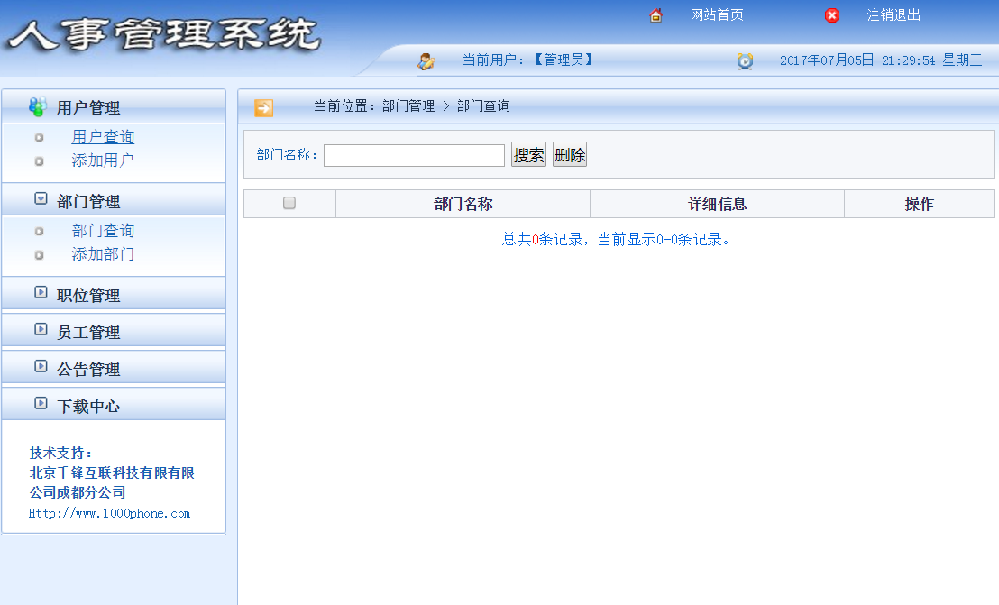 人事管理系统
网站首页
注销退出
当前用户：【管理员】
2017年07月05日 21:29:54 星期三
用户管理
用户查询
添加用户
部门管理
部门查询
添加部门
职位管理
员工管理
公告管理
下载中心
技术支持：
北京千锋互联科技有限有限
公司成都分公司
Http://www.1000phone.com
当前位置：部门管理 > 部门查询
部门名称：
搜索
删除
部门名称
详细信息
操作
总共0条记录，当前显示0-0条记录。